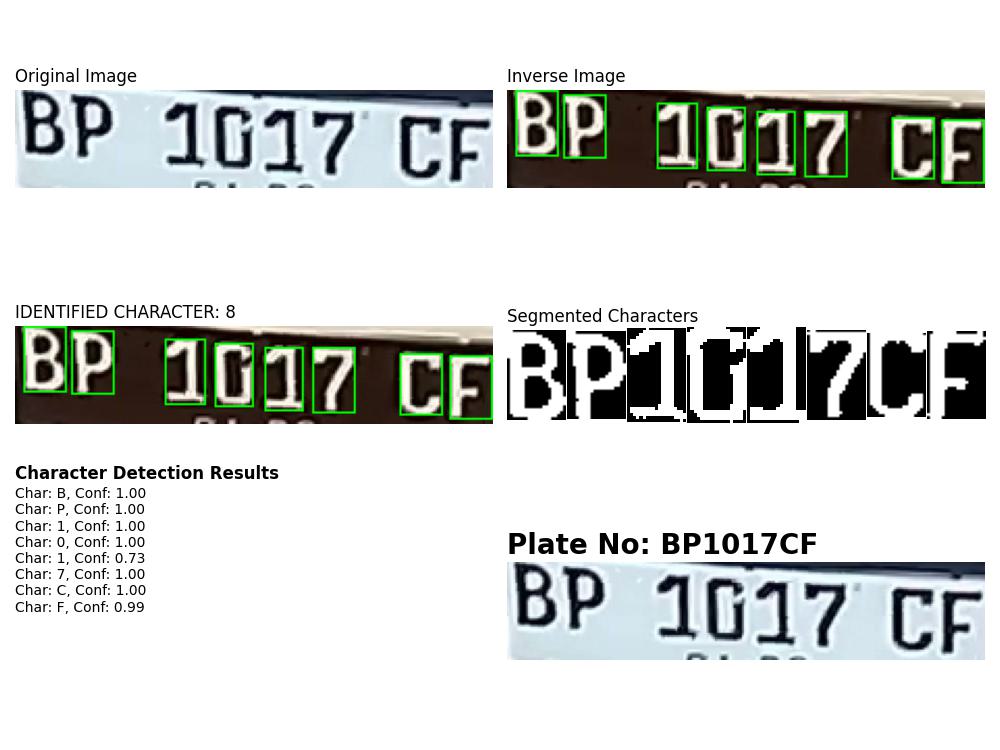 Original Image
BP 1017 CF
Inverse Image
BP 1017 CF
IDENTIFIED CHARACTER: 8
BP 1017 CF
Segmented Characters
BP1017CF
Character Detection Results
Char: B, Conf: 1.00
Char: P, Conf: 1.00
Char: 1, Conf: 1.00
Char: 0, Conf: 1.00
Char: 1, Conf: 0.73
Char: 7, Conf: 1.00
Char: C, Conf: 1.00
Char: F, Conf: 0.99
Plate No: BP1017CF
BP 1017 CF